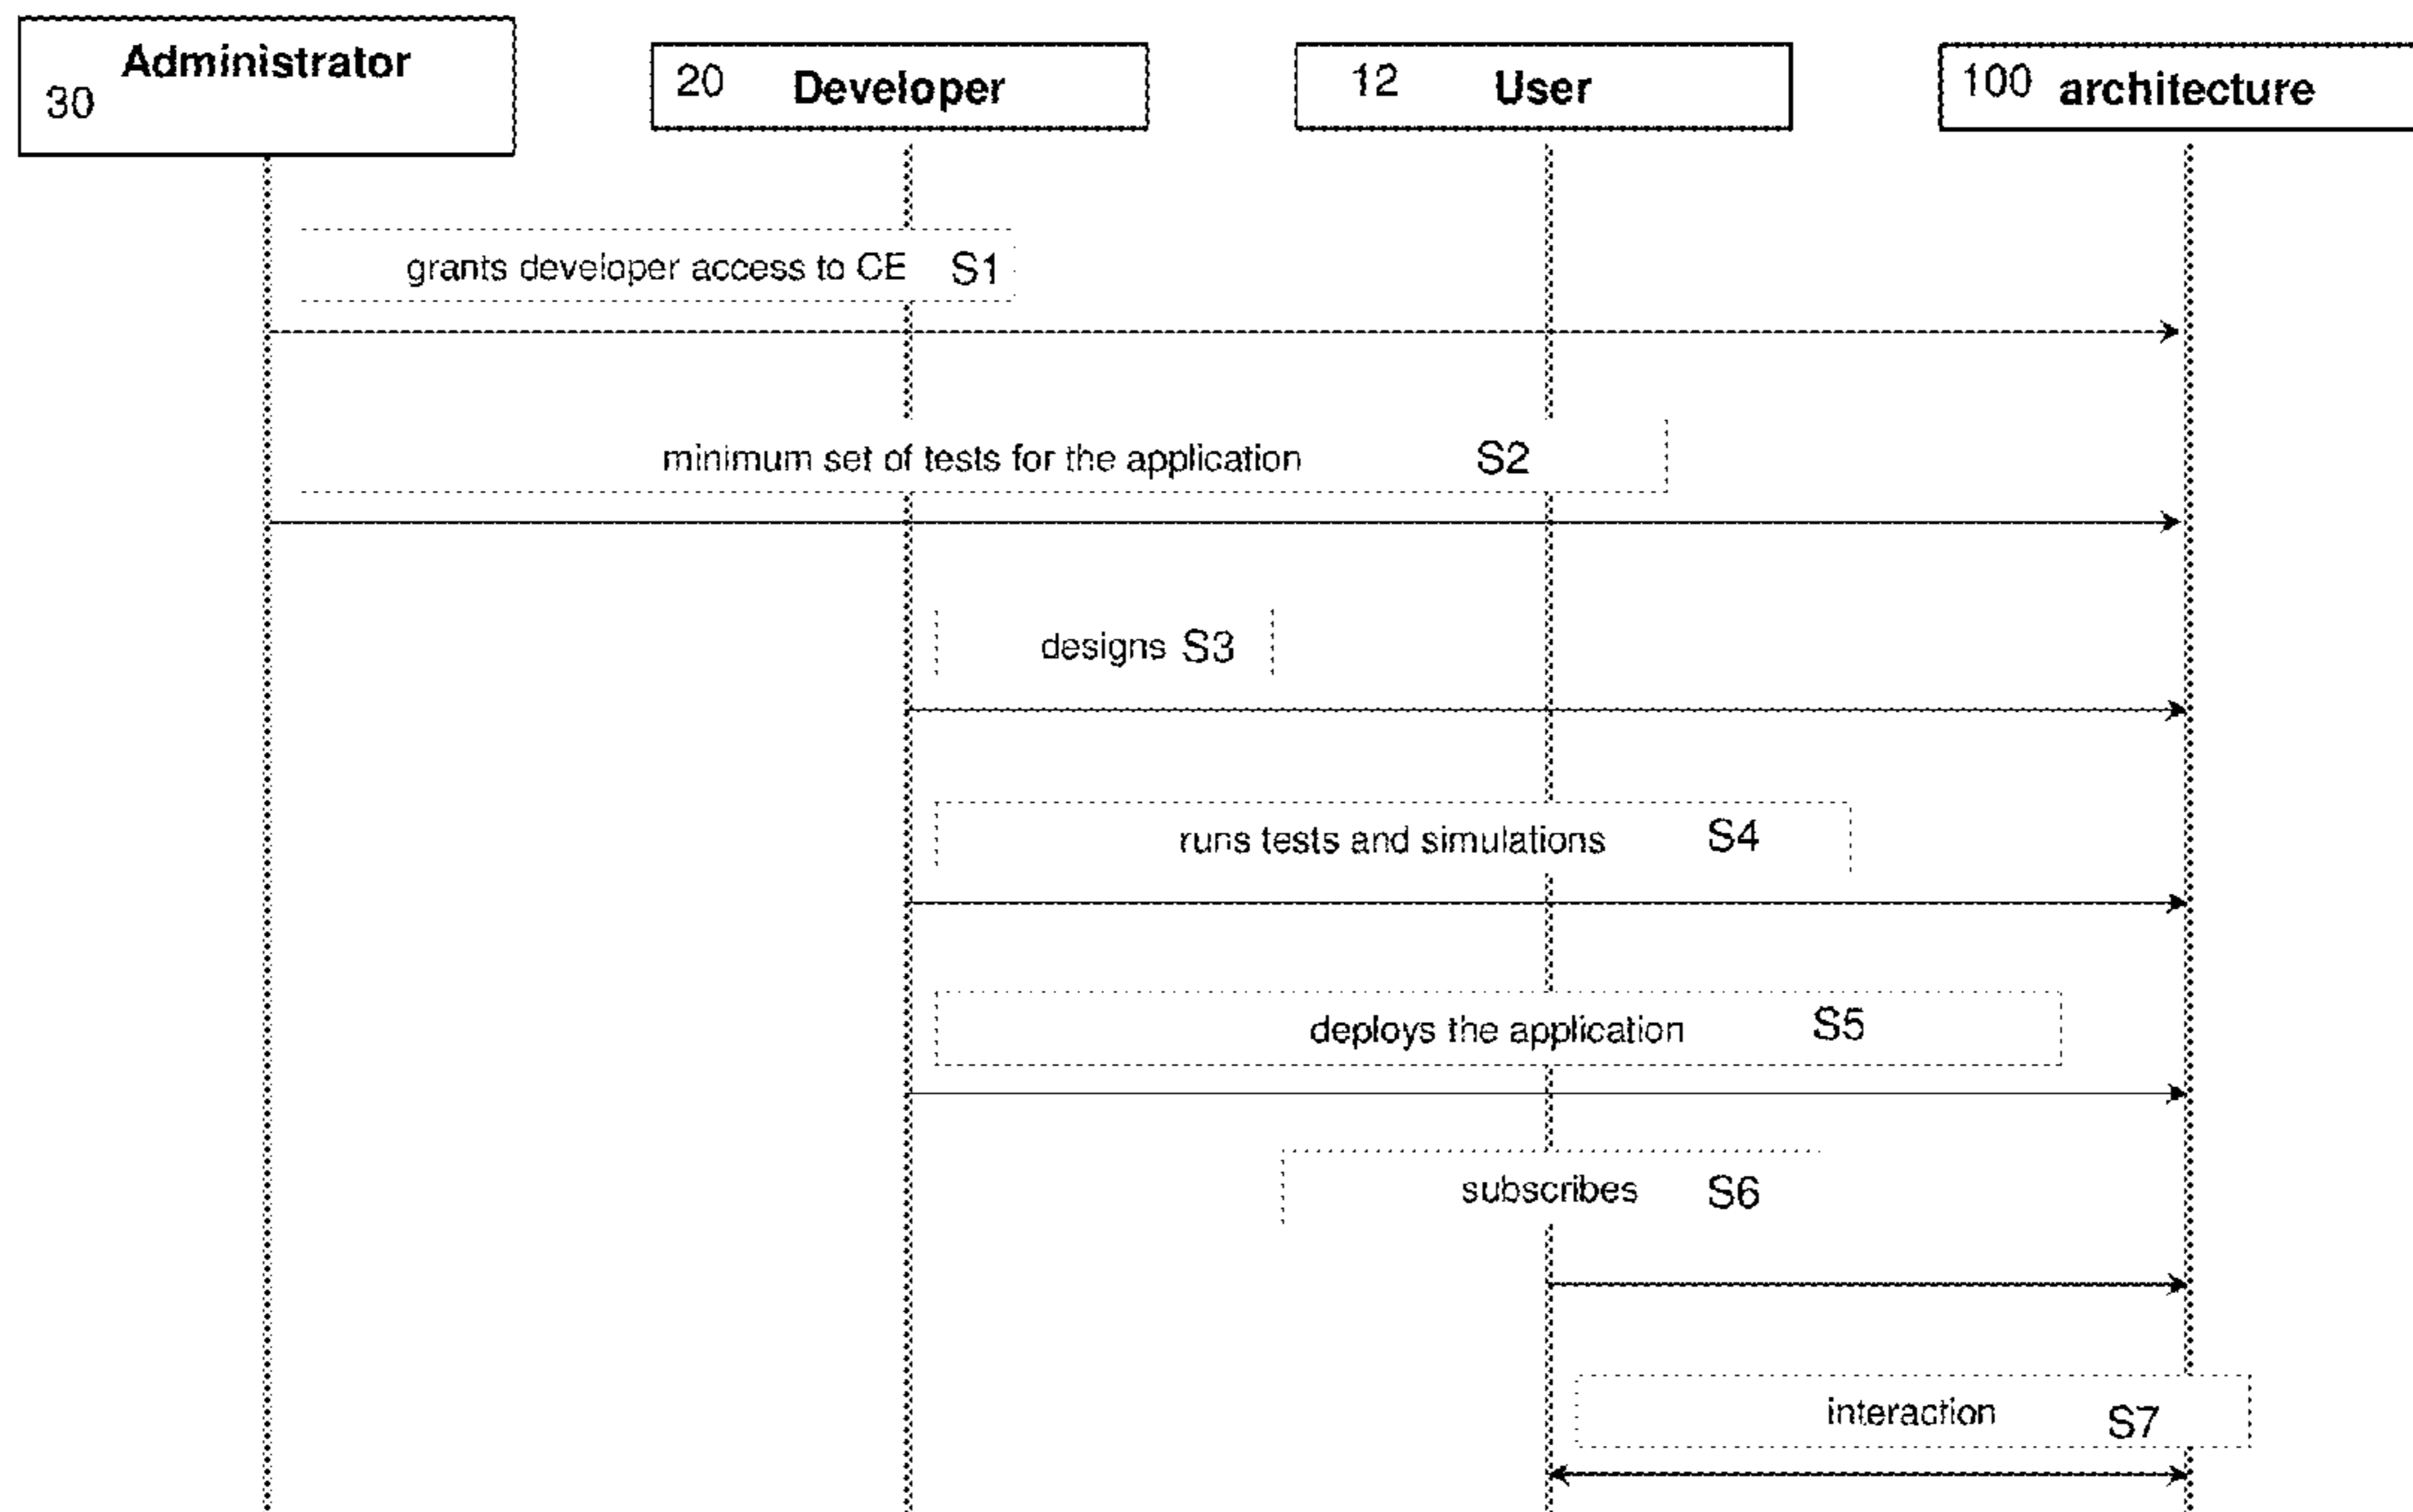 Administrator
30
20 Developer
12 User
100 architecture
grants developer access to CE S1
minimum set of tests for the application S2
designs S3
runs tests and simulations S4
deploys the application S5
subscribes S6
interaction S7